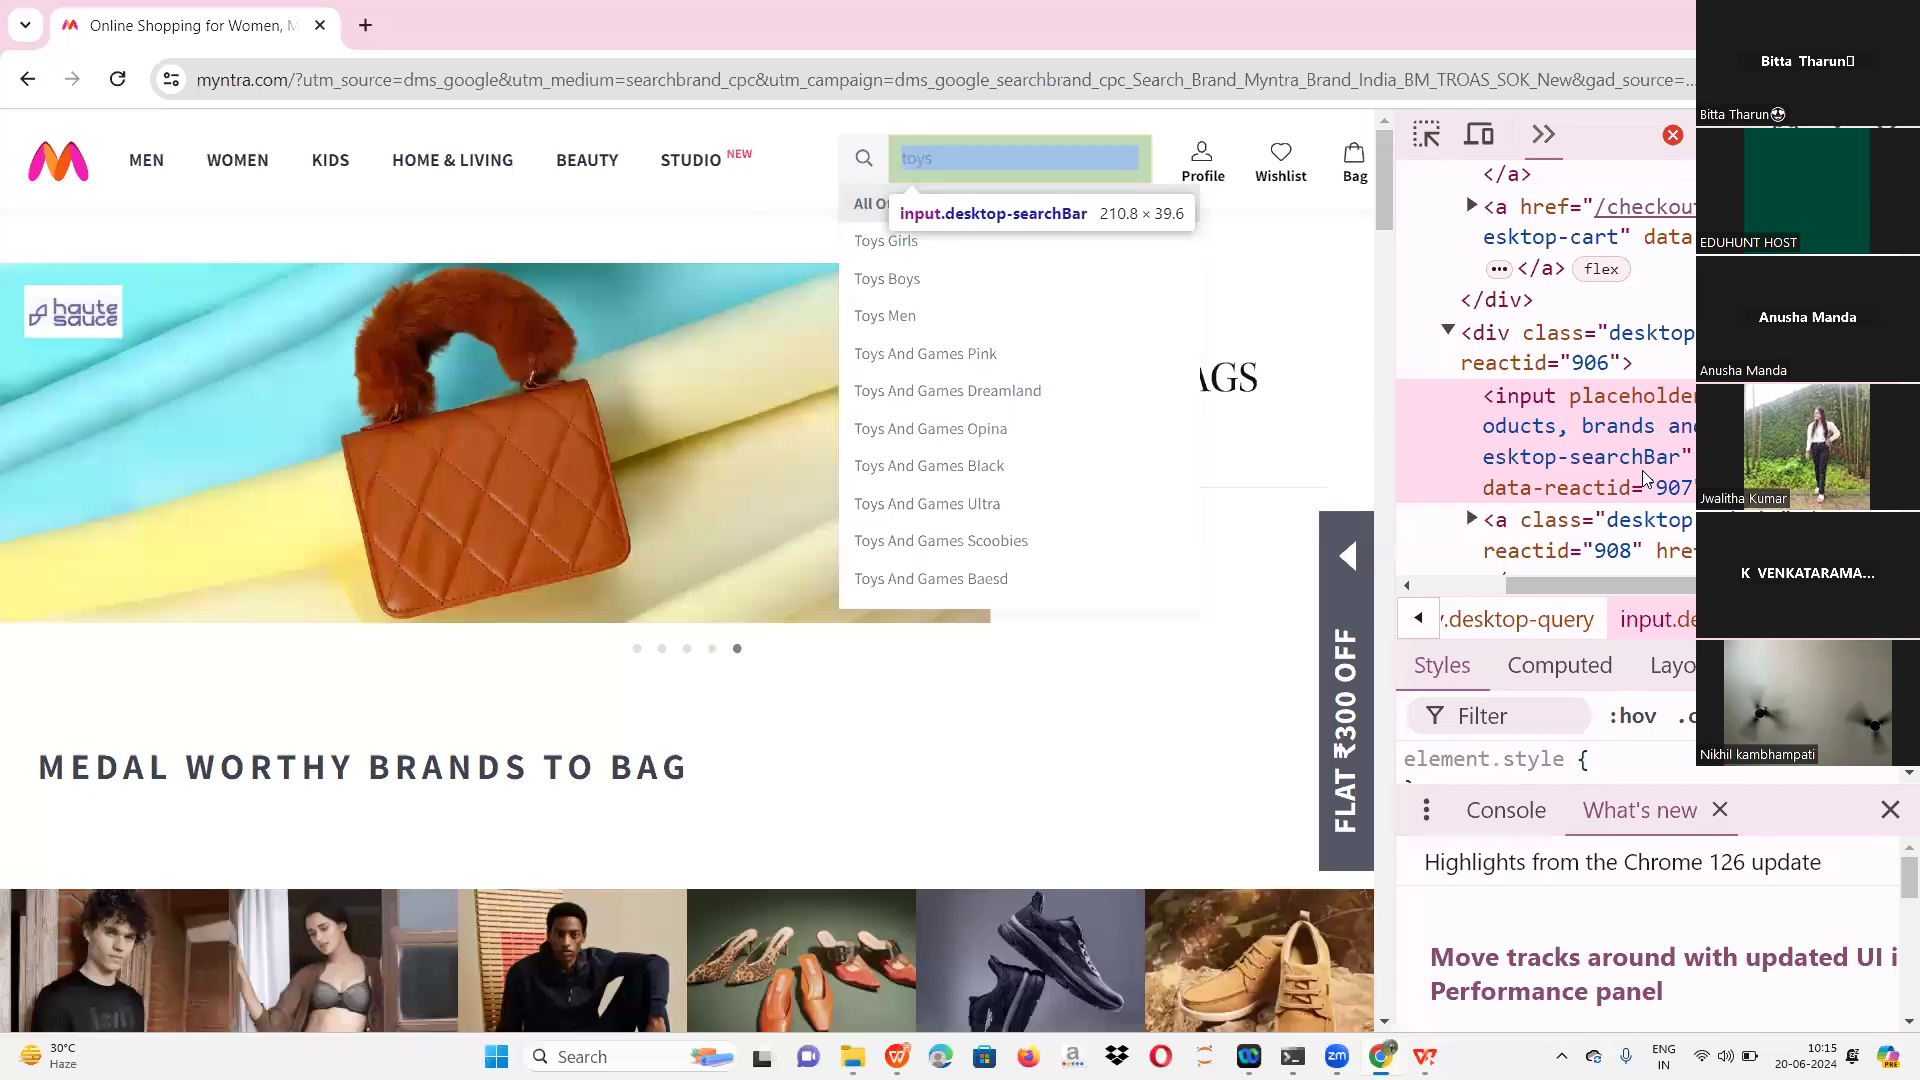 Online Shopping for Women, M
myntra.com/?utm_source=dms_google&utm_medium=searchbrand_cpc&utm_campaign=dms_google_searchbrand_cpc_Search_Brand_Myntra_Brand_India_BM_TROAS_SOK_New&gad_source=...
MEN WOMEN KIDS HOME & LIVING BEAUTY STUDIO NEW
toys
Profile Wishlist Bag
All Ot
input.desktop-searchBar 210.8 × 39.6
Toys Girls
Toys Boys
Toys Men
Toys And Games Pink
Toys And Games Dreamland
Toys And Games Opina
Toys And Games Black
Toys And Games Ultra
Toys And Games Scoobies
Toys And Games Baesd
haute
sauce
AGS
FLAT ₹300 OFF
MEDAL WORTHY BRANDS TO BAG
</a>
<a href="/checkou
esktop-cart" data
</a> flex
</div>
<div class="desktop
reactid="906">
<input placeholder
oducts, brands and
esktop-searchBar"
data-reactid="907"
<a class="desktop
reactid="908" href
.desktop-query input.de
Styles Computed Layo
Filter :hov .c
element.style {
Console What's new
Highlights from the Chrome 126 update
Move tracks around with updated UI i
Performance panel
Bitta Tharun
Bitta Tharun😍
EDUHUNT HOST
Anusha Manda
Anusha Manda
Jwalitha Kumar
K VENKATARAMA...
Nikhil kambhampati
30°C
Haze
Search
ENG
IN
10:15
20-06-2024
PRE